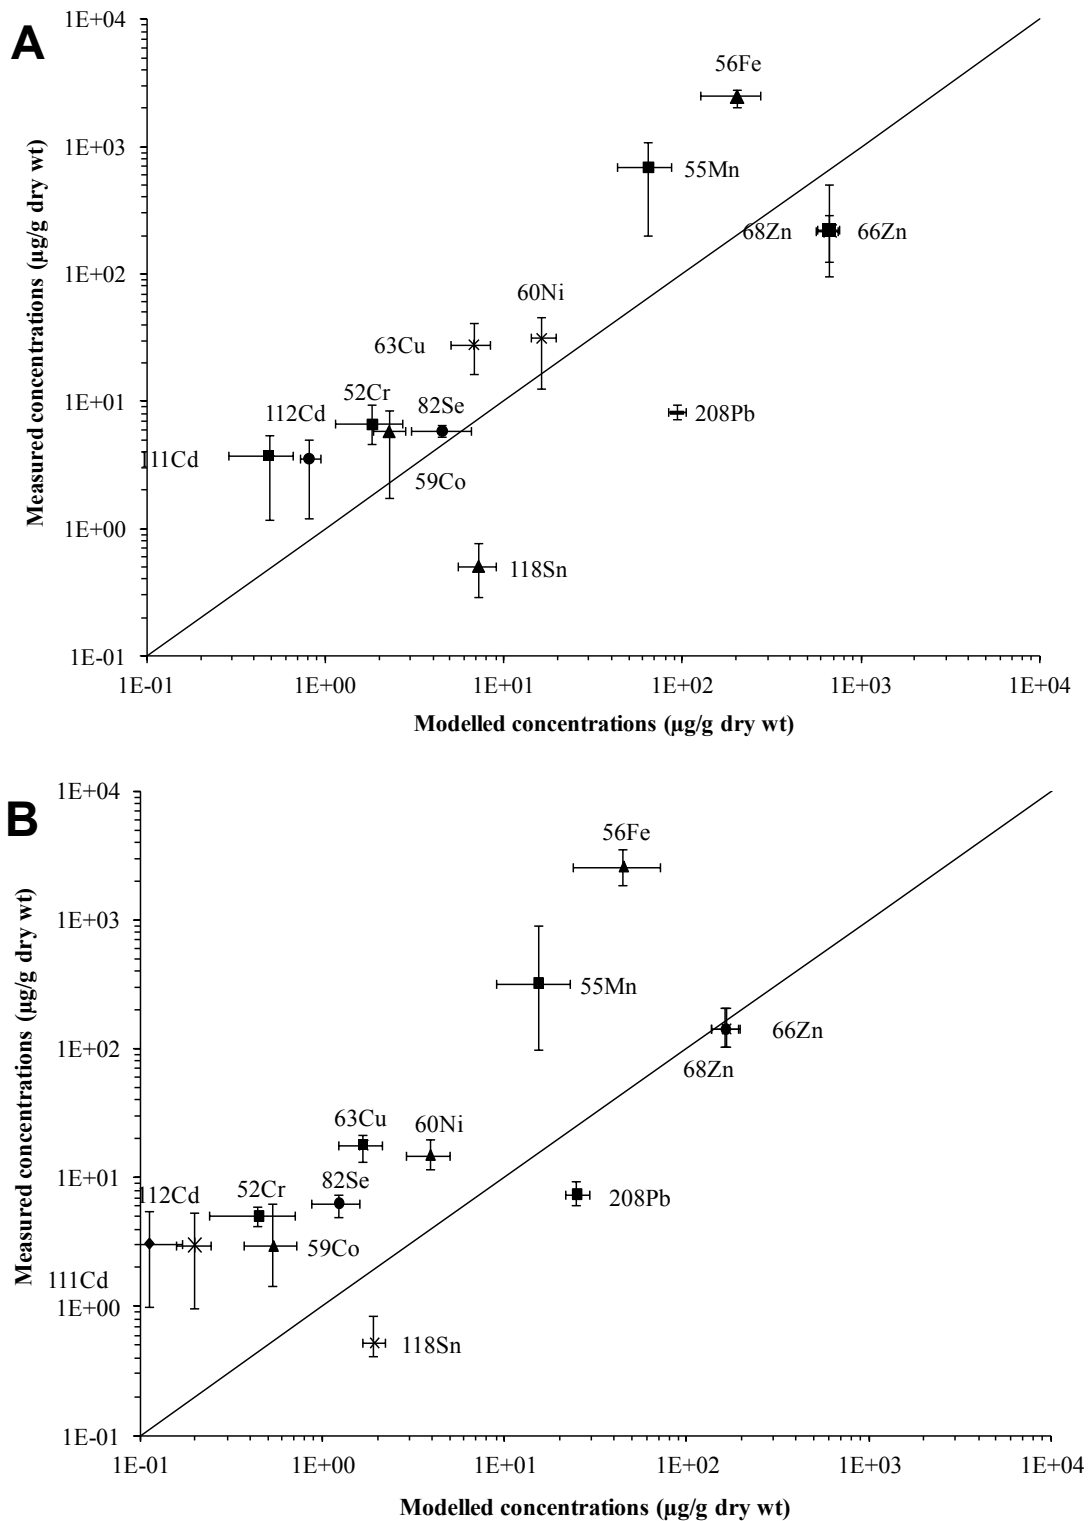 A
1E+04
56Fe
1E+03
55Mn
68Zn
66Zn
1E+02
60Ni
63Cu
1E+01
52Cr
82Se
112Cd
208Pb
111Cd
59Co
1E+00
118Sn
1E-01
Measured concentrations (µg/g dry wt)
1E-01 1E+00 1E+01 1E+02 1E+03 1E+04
Modelled concentrations (µg/g dry wt)
B
1E+04
56Fe
1E+03
55Mn
66Zn
1E+02
68Zn
63Cu
60Ni
1E+01
82Se
112Cd
52Cr
208Pb
59Co
111Cd
1E+00
118Sn
1E-01
Measured concentrations (µg/g dry wt)
1E-01 1E+00 1E+01 1E+02 1E+03 1E+04
Modelled concentrations (µg/g dry wt)